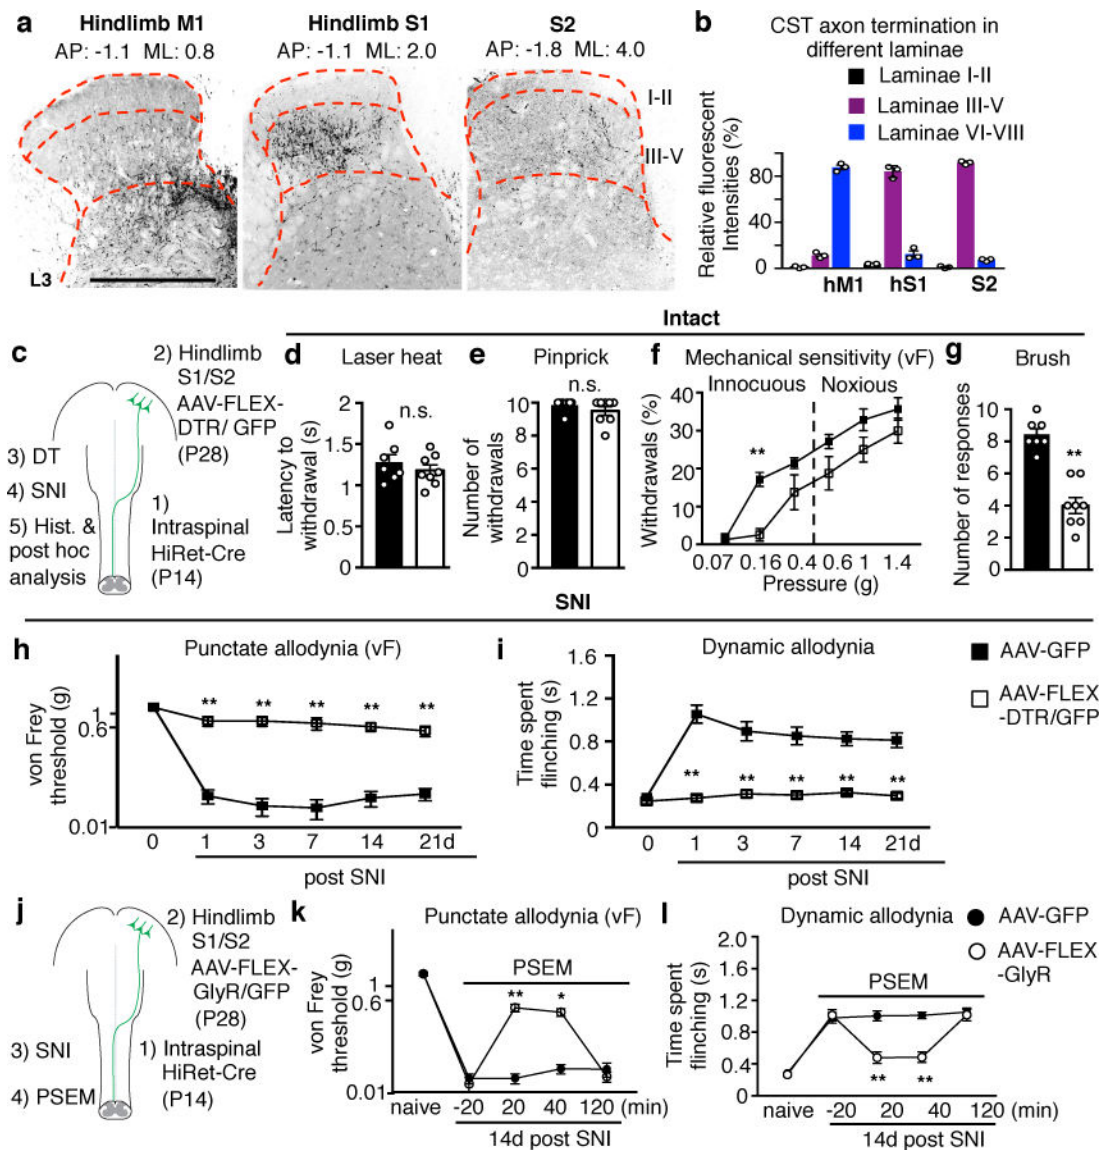 a
Hindlimb M1
AP: -1.1 ML: 0.8
Hindlimb S1
AP: -1.1 ML: 2.0
S2
AP: -1.8 ML: 4.0
I-II
III-V
L3
b
CST axon termination in
different laminae
Laminae I-II
Laminae III-V
Laminae VI-VIII
Relative fluorescent
Intensities (%)
80
40
0
hM1
hS1
S2
Intact
c
2) Hindlimb
S1/S2
AAV-FLEX-
DTR/ GFP
(P28)
3) DT
4) SNI
5) Hist. &
post hoc
analysis
1)
Intraspinal
HiRet-Cre
(P14)
d
Laser heat
n.s.
Latency to
withdrawal (s)
2
1.5
1
0.5
0
e
Pinprick
n.s.
Number of
withdrawals
10
8
6
4
2
0
f
Mechanical sensitivity (vF)
Innocuous
Noxious
**
Withdrawals (%)
40
30
20
10
0
0.07 0.16 0.4 0.6 1 1.4
Pressure (g)
g
Brush
**
Number of responses
10
8
6
4
2
0
SNI
h
Punctate allodynia (vF)
** ** ** ** **
von Frey
threshold (g)
1
0.6
0.01
0 1 3 7 14 21d
post SNI
i
Dynamic allodynia
** ** ** ** **
Time spent
flinching (s)
1.6
1.2
0.8
0.4
0
0 1 3 7 14 21d
post SNI
AAV-GFP
AAV-FLEX
-DTR/GFP
j
2) Hindlimb
S1/S2
AAV-FLEX-
GlyR/GFP
(P28)
3) SNI
4) PSEM
1) Intraspinal
HiRet-Cre
(P14)
k
Punctate allodynia (vF)
PSEM
** *
von Frey
threshold (g)
1
0.6
0.01
naive -20 20 40 120 (min)
14d post SNI
l
Dynamic allodynia
PSEM
** **
Time spent
flinching (s)
2.0
1.6
1.2
0.8
0.4
0
naive -20 20 40 120 (min)
14d post SNI
AAV-GFP
AAV-FLEX
-GlyR